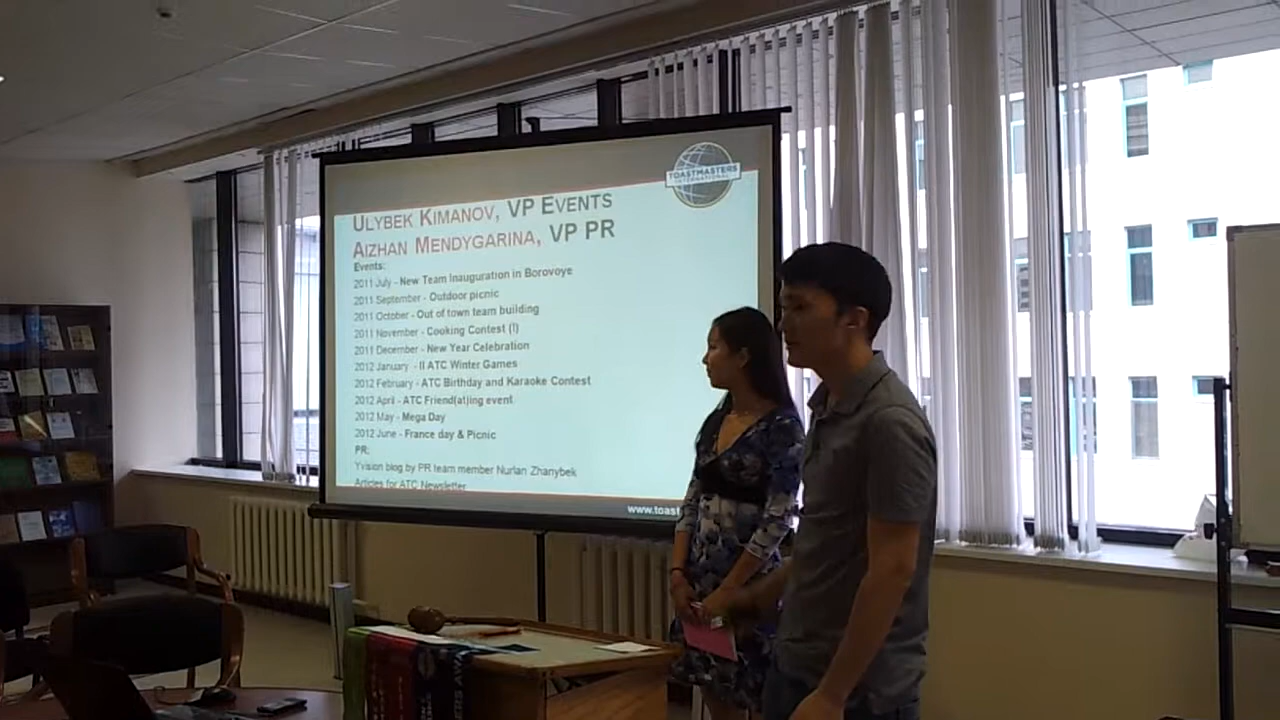 TOASTMASTERS
INTERNATIONAL
ULYBEK KIMANOV, VP EVENTS
AIZHAN MENDYGARINA, VP PR
Events:
2011 July - New Team Inauguration in Borovoye
2011 September - Outdoor picnic
2011 October - Out of town team building
2011 November - Cooking Contest (I)
2011 December - New Year Celebration
2012 January - II ATC Winter Games
2012 February - ATC Birthday and Karaoke Contest
2012 April - ATC Friend(at)ing event
2012 May - Mega Day
2012 June - France day & Picnic
PR:
Yvision blog by PR team member Nurlan Zhanybek
Articles for ATC Newsletter
www.toast